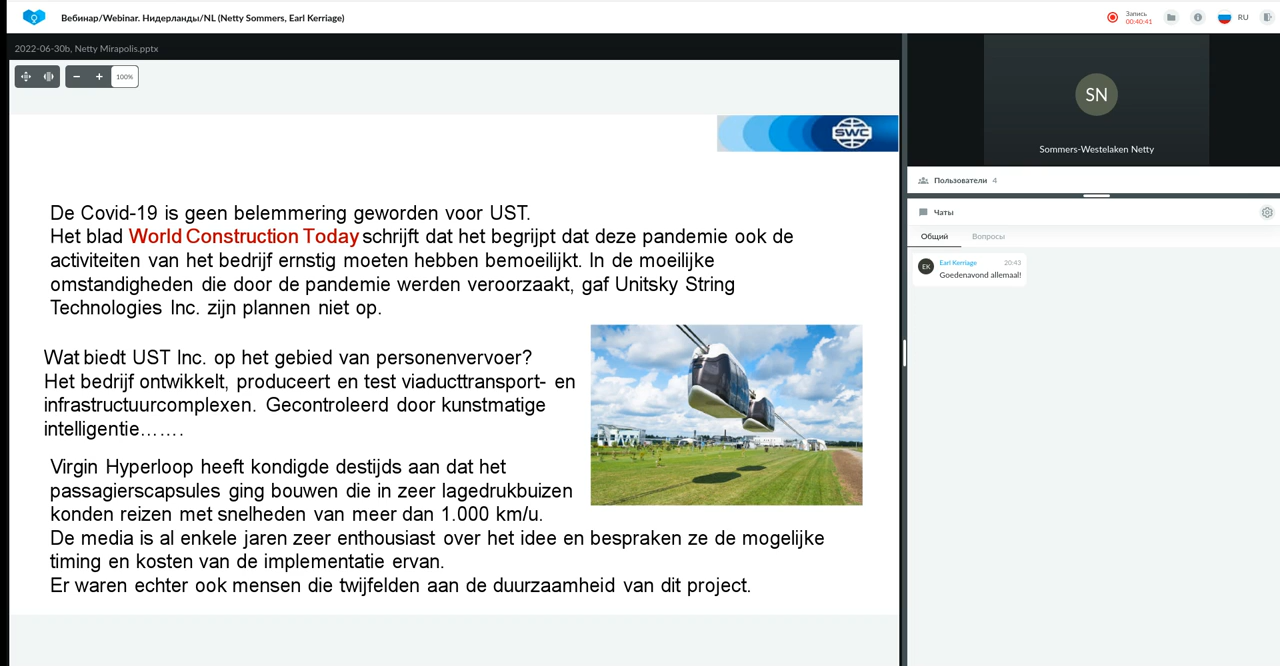 Вебинар/Webinar. Нидерланды/NL (Netty Sommers, Earl Kerriage)
Запись
00:40:41
RU
2022-06-30b, Netty Mirapolis.pptx
100%
SWC
De Covid-19 is geen belemmering geworden voor UST.
Het blad World Construction Today schrijft dat het begrijpt dat deze pandemie ook de
activiteiten van het bedrijf ernstig moeten hebben bemoeilijkt. In de moeilijke
omstandigheden die door de pandemie werden veroorzaakt, gaf Unitsky String
Technologies Inc. zijn plannen niet op.
Wat biedt UST Inc. op het gebied van personenvervoer?
Het bedrijf ontwikkelt, produceert en test viaducttransport- en
infrastructuurcomplexen. Gecontroleerd door kunstmatige
intelligentie…….
Virgin Hyperloop heeft kondigde destijds aan dat het
passagierscapsules ging bouwen die in zeer lagedrukbuizen
konden reizen met snelheden van meer dan 1.000 km/u.
De media is al enkele jaren zeer enthousiast over het idee en bespraken ze de mogelijke
timing en kosten van de implementatie ervan.
Er waren echter ook mensen die twijfelden aan de duurzaamheid van dit project.
SN
Sommers-Westelaken Netty
Пользователи 4
Чаты
Общий Вопросы
EK
Earl Kerriage 20:43
Goedenavond allemaal!